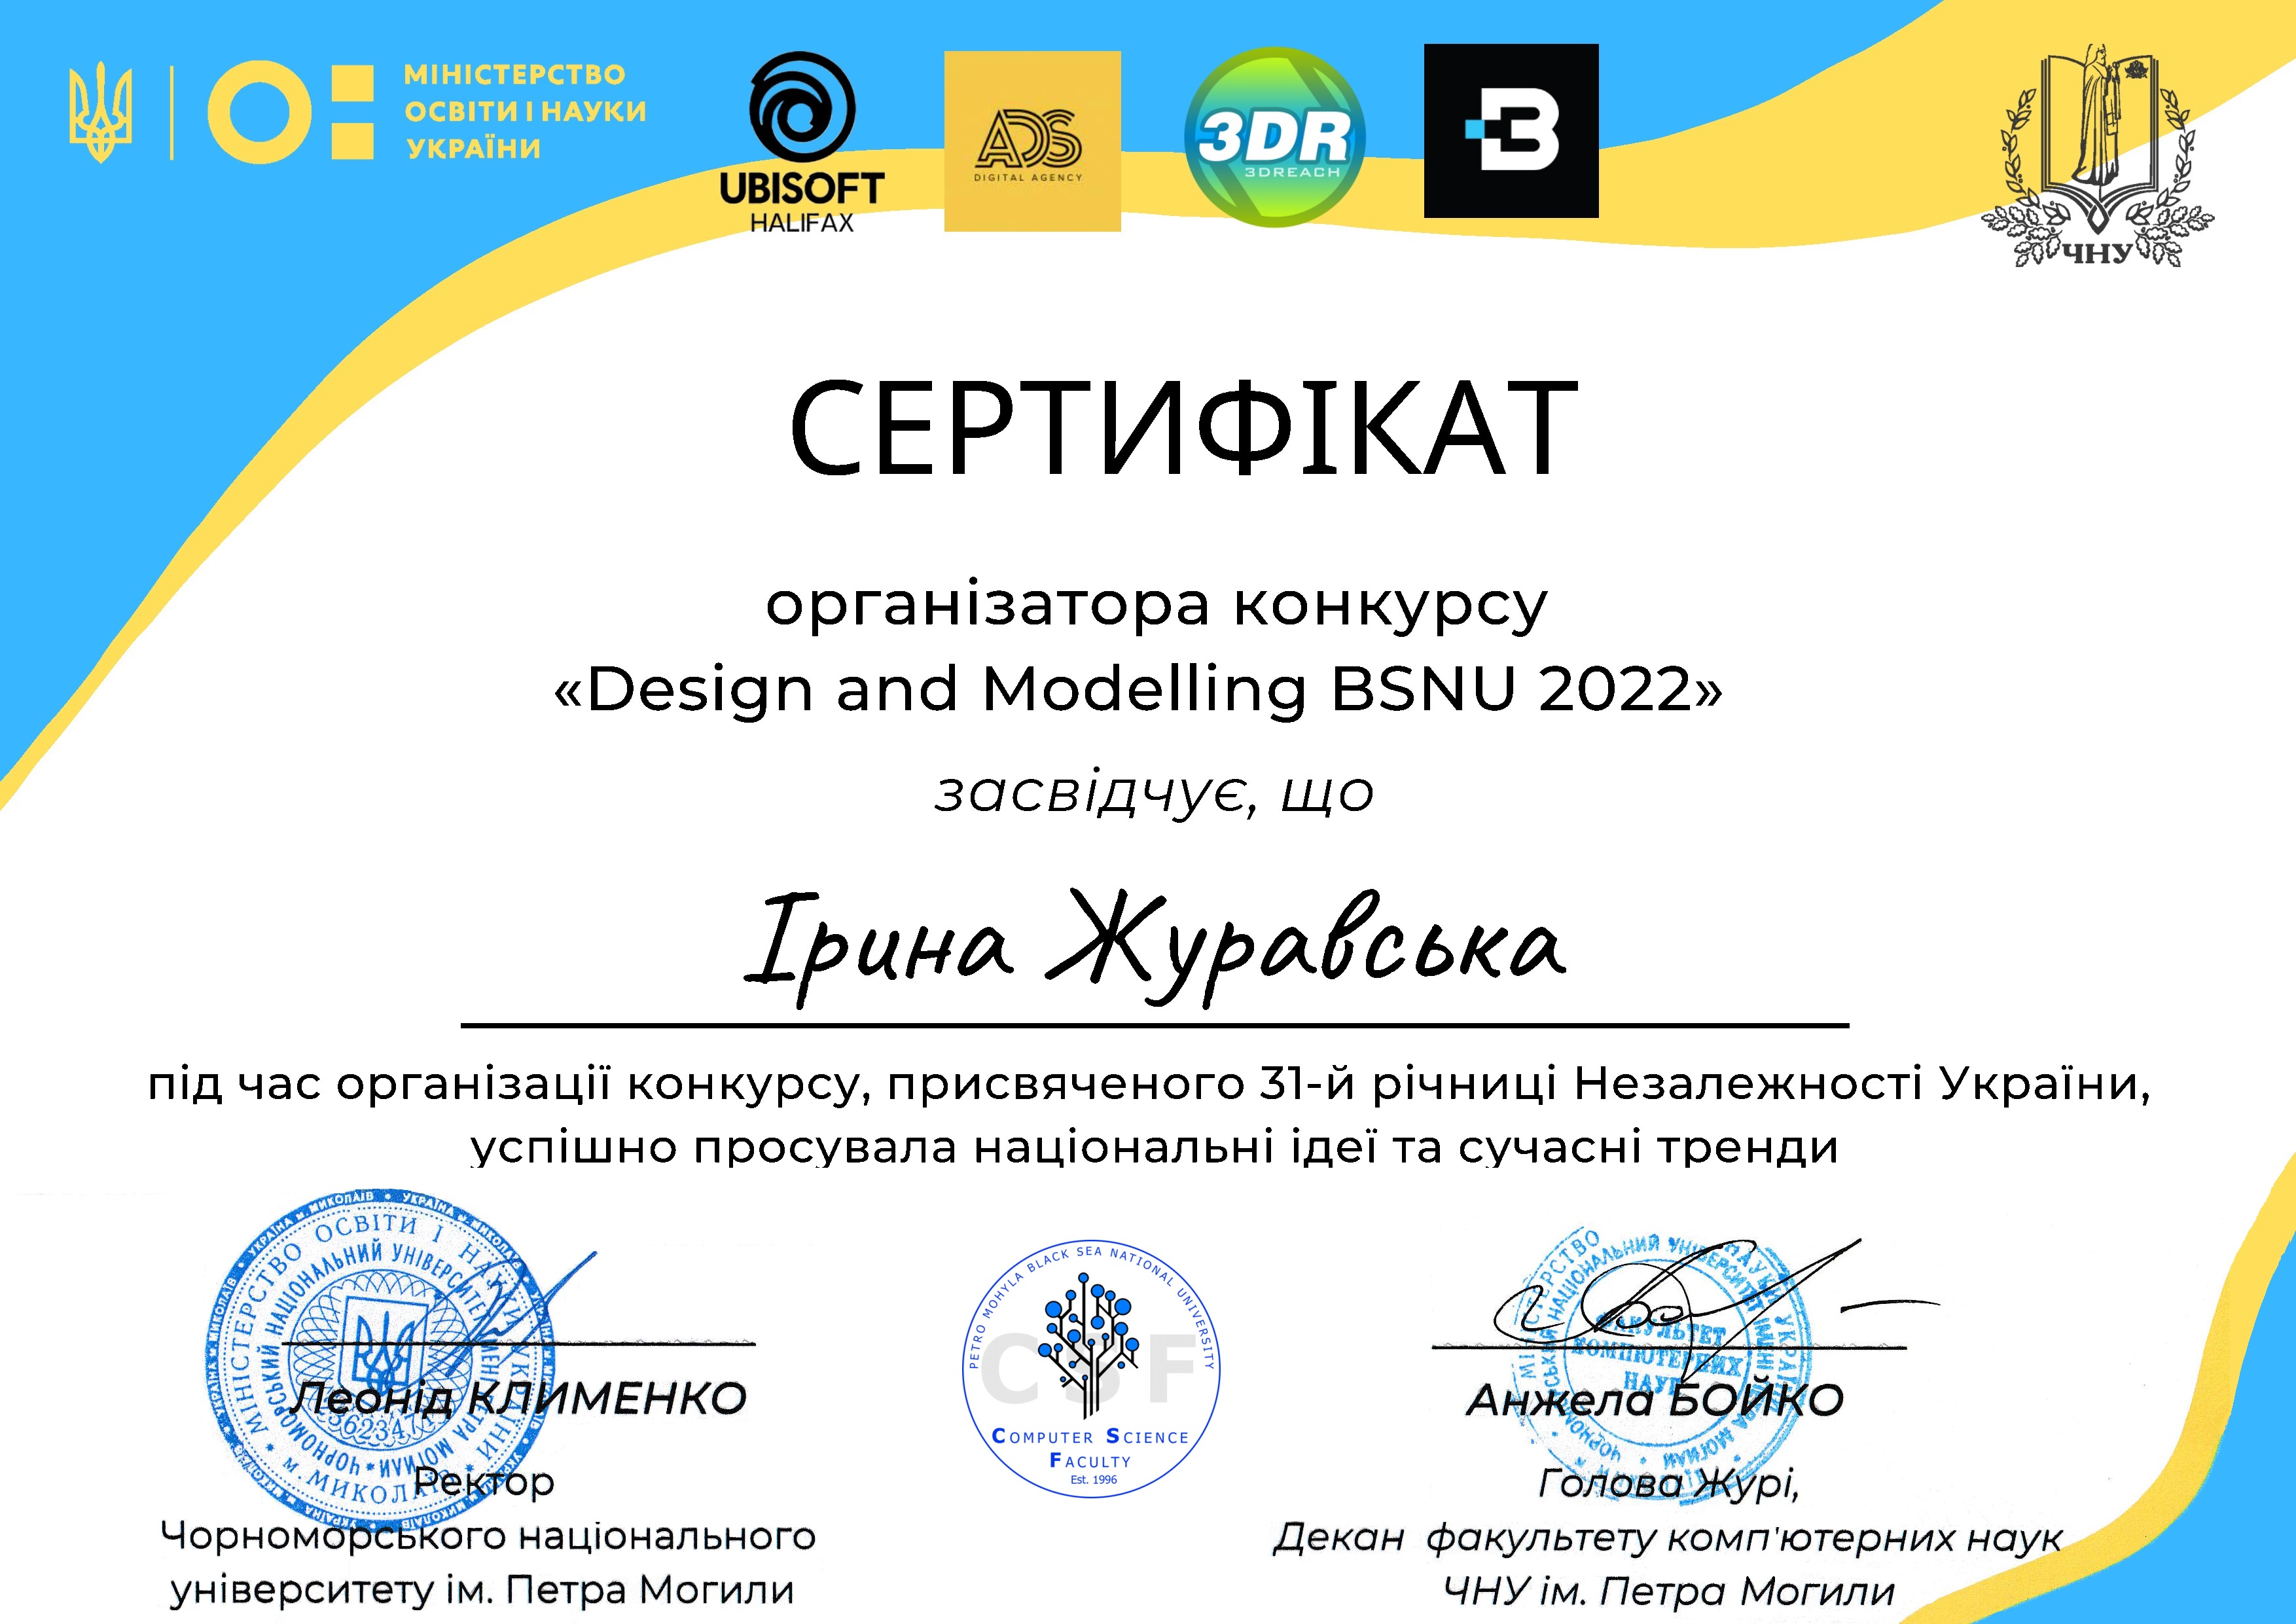 МІНІСТЕРСТВО
ОСВІТИ І НАУКИ
УКРАЇНИ
UBISOFT
HALIFAX
ADS
DIGITAL AGENCY
3DR
3DREACH
B
ЧНУ
СЕРТИФІКАТ
організатора конкурсу
«Design and Modelling BSNU 2022»
засвідчує, що
Ірина Журавська
під час організації конкурсу, присвяченого 31-й річниці Незалежності України,
успішно просувала національні ідеї та сучасні тренди
УКРАЇНА м. МИКОЛАЇВ
МІНІСТЕРСТВО ОСВІТИ І НАУКИ УКРАЇНИ
ЧОРНОМОРСЬКИЙ НАЦІОНАЛЬНИЙ УНІВЕРСИТЕТ ІМЕНІ ПЕТРА МОГИЛИ
м. МИКОЛАЇВ
Леонід КЛИМЕНКО
Ректор
Чорноморського національного
університету ім. Петра Могили
PETRO MOHYLA BLACK SEA NATIONAL UNIVERSITY
CSF
COMPUTER SCIENCE
FACULTY
Est. 1996
ФАКУЛЬТЕТ
КОМП'ЮТЕРНИХ
НАУК
Анжела БОЙКО
Голова Журі,
Декан факультету комп'ютерних наук
ЧНУ ім. Петра Могили